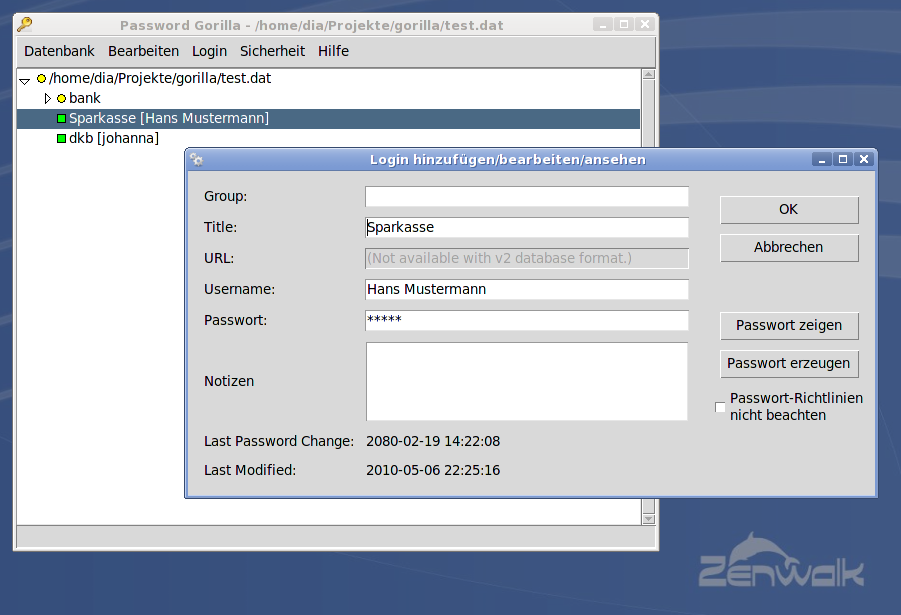 Password Gorilla - /home/dia/Projekte/gorilla/test.dat
Datenbank Bearbeiten Login Sicherheit Hilfe
/home/dia/Projekte/gorilla/test.dat
bank
Sparkasse [Hans Mustermann]
dkb [johanna]
Login hinzufügen/bearbeiten/ansehen
Group:
Title: Sparkasse
URL: (Not available with v2 database format.)
Username: Hans Mustermann
Passwort: *****
Notizen
Last Password Change: 2080-02-19 14:22:08
Last Modified: 2010-05-06 22:25:16
OK
Abbrechen
Passwort zeigen
Passwort erzeugen
Passwort-Richtlinien
nicht beachten
zenwalk